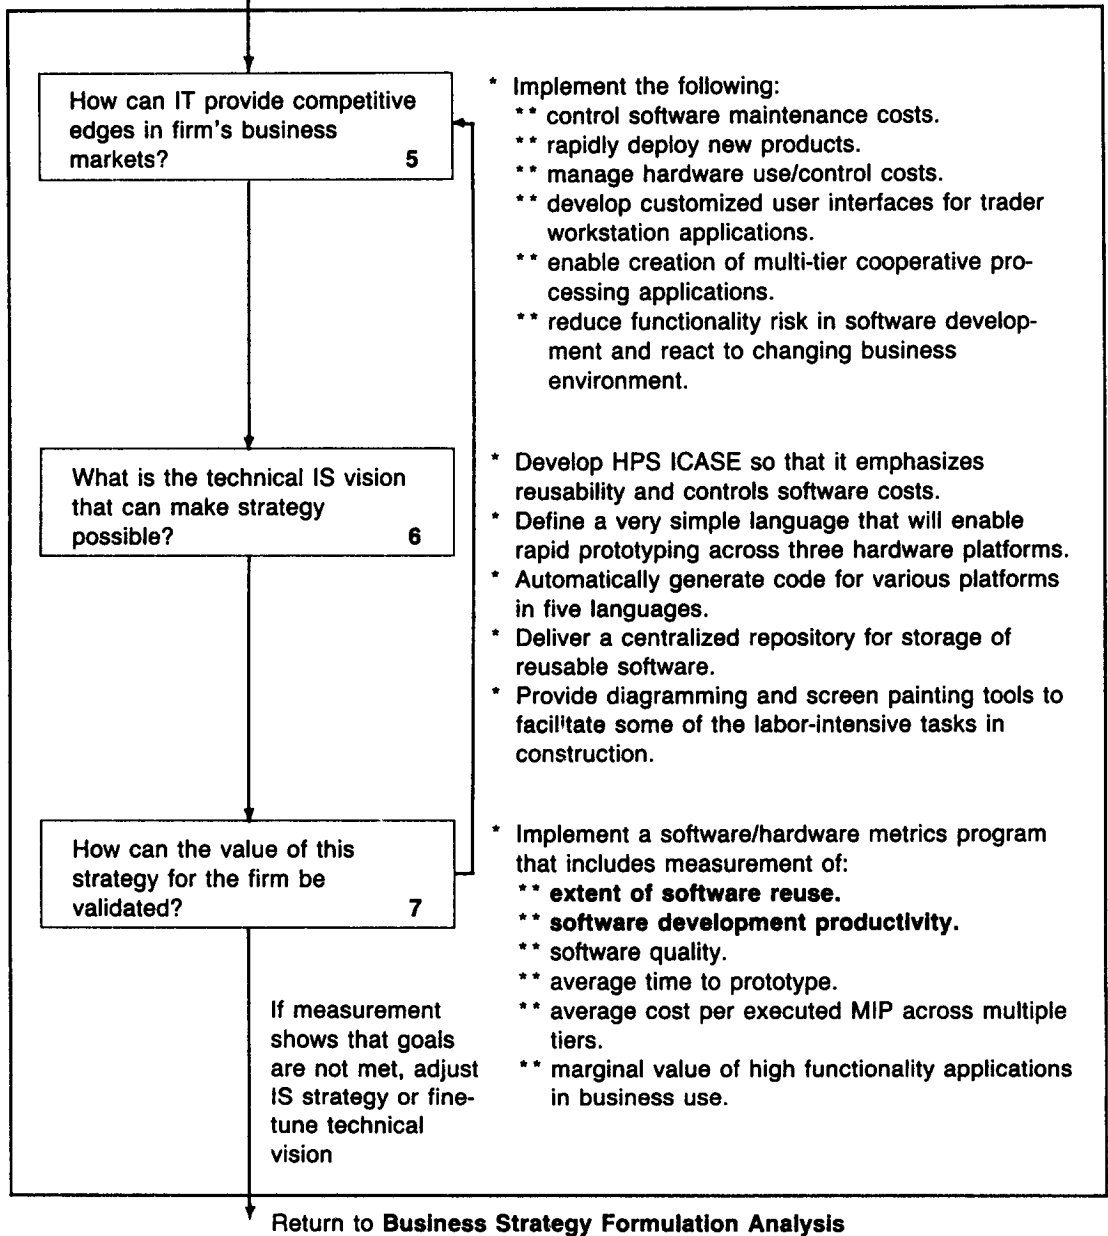 How can IT provide competitive
edges in firm's business
markets? 5
* Implement the following:
** control software maintenance costs.
** rapidly deploy new products.
** manage hardware use/control costs.
** develop customized user interfaces for trader
workstation applications.
** enable creation of multi-tier cooperative pro-
cessing applications.
** reduce functionality risk in software develop-
ment and react to changing business
environment.
What is the technical IS vision
that can make strategy
possible? 6
* Develop HPS ICASE so that it emphasizes
reusability and controls software costs.
* Define a very simple language that will enable
rapid prototyping across three hardware platforms.
* Automatically generate code for various platforms
in five languages.
* Deliver a centralized repository for storage of
reusable software.
* Provide diagramming and screen painting tools to
facilitate some of the labor-intensive tasks in
construction.
How can the value of this
strategy for the firm be
validated? 7
* Implement a software/hardware metrics program
that includes measurement of:
** extent of software reuse.
** software development productivity.
** software quality.
** average time to prototype.
** average cost per executed MIP across multiple
tiers.
** marginal value of high functionality applications
in business use.
If measurement
shows that goals
are not met, adjust
IS strategy or fine-
tune technical
vision
Return to Business Strategy Formulation Analysis